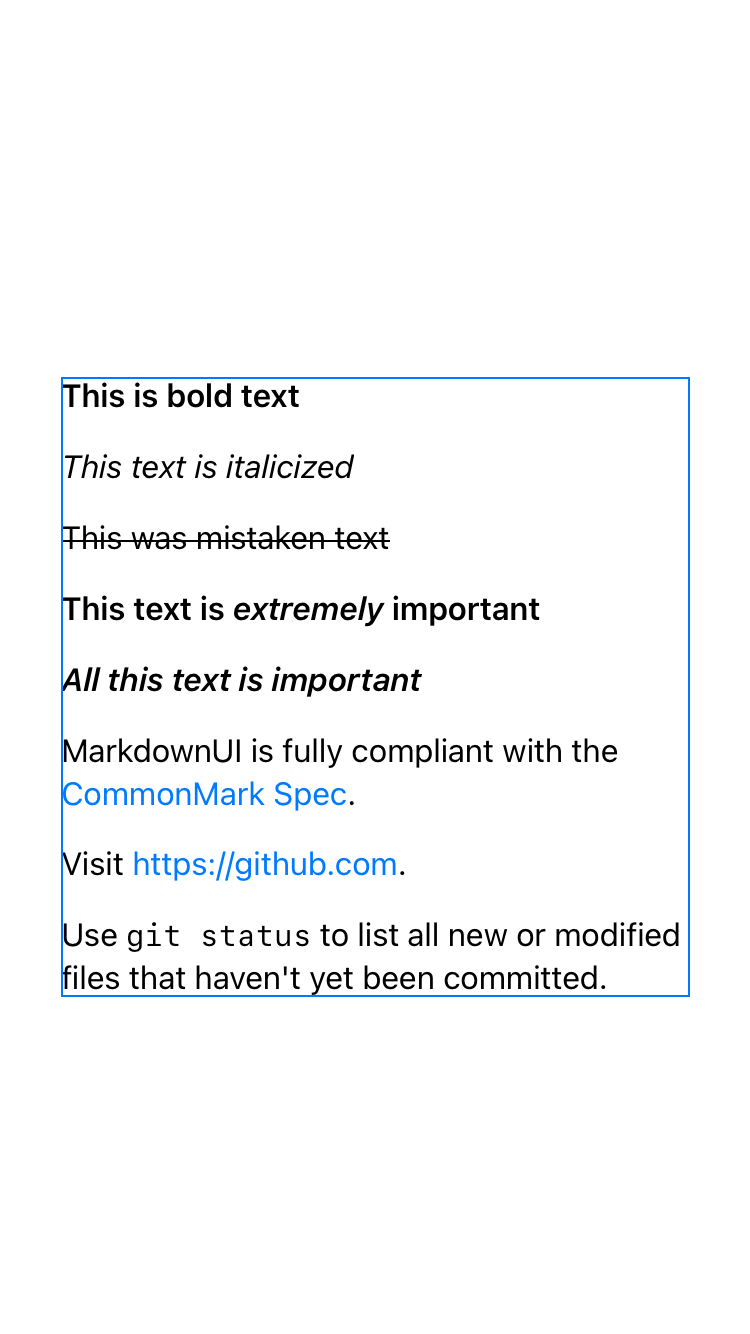 This is bold text
This text is italicized
This was mistaken text
This text is extremely important
All this text is important
MarkdownUI is fully compliant with the
CommonMark Spec.
Visit https://github.com.
Use git status to list all new or modified
files that haven't yet been committed.